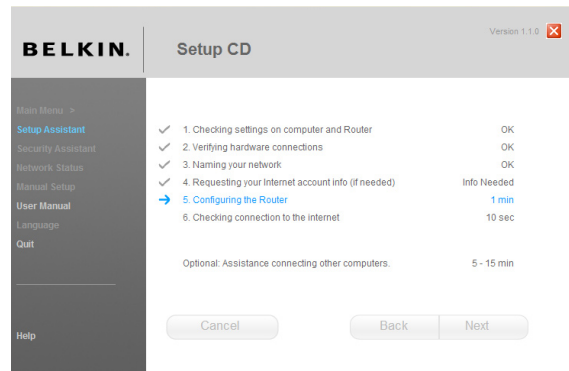 Version 1.1.0
BELKIN.
Setup CD
Main Menu >
Setup Assistant
Security Assistant
Network Status
Manual Setup
User Manual
Language
Quit
Help
1. Checking settings on computer and Router OK
2. Verifying hardware connections OK
3. Naming your network OK
4. Requesting your Internet account info (if needed) Info Needed
5. Configuring the Router 1 min
6. Checking connection to the internet 10 sec
Optional: Assistance connecting other computers. 5 - 15 min
Cancel Back Next